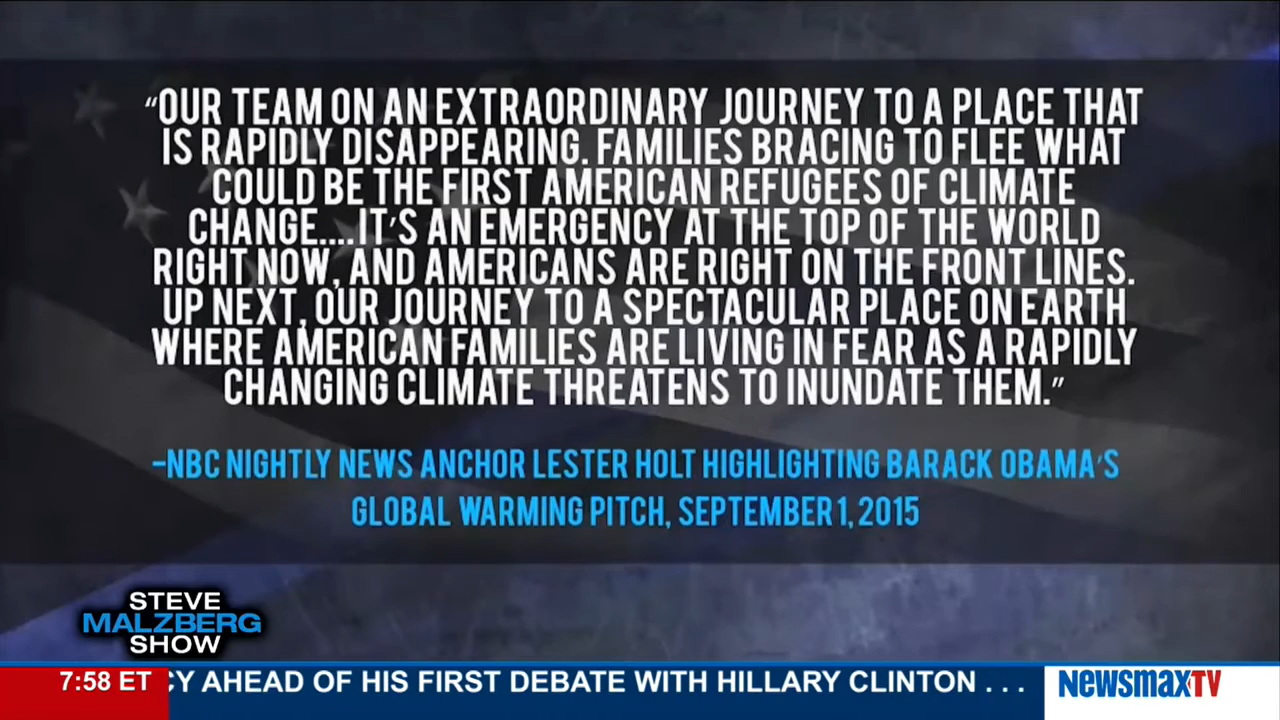 “OUR TEAM ON AN EXTRAORDINARY JOURNEY TO A PLACE THAT
IS RAPIDLY DISAPPEARING. FAMILIES BRACING TO FLEE WHAT
COULD BE THE FIRST AMERICAN REFUGEES OF CLIMATE
CHANGE....IT'S AN EMERGENCY AT THE TOP OF THE WORLD
RIGHT NOW, AND AMERICANS ARE RIGHT ON THE FRONT LINES.
UP NEXT, OUR JOURNEY TO A SPECTACULAR PLACE ON EARTH
WHERE AMERICAN FAMILIES ARE LIVING IN FEAR AS A RAPIDLY
CHANGING CLIMATE THREATENS TO INUNDATE THEM.”
-NBC NIGHTLY NEWS ANCHOR LESTER HOLT HIGHLIGHTING BARACK OBAMA'S
GLOBAL WARMING PITCH, SEPTEMBER 1, 2015
STEVE
MALZBERG
SHOW
7:58 ET CY AHEAD OF HIS FIRST DEBATE WITH HILLARY CLINTON . . . NEWSMAXTV